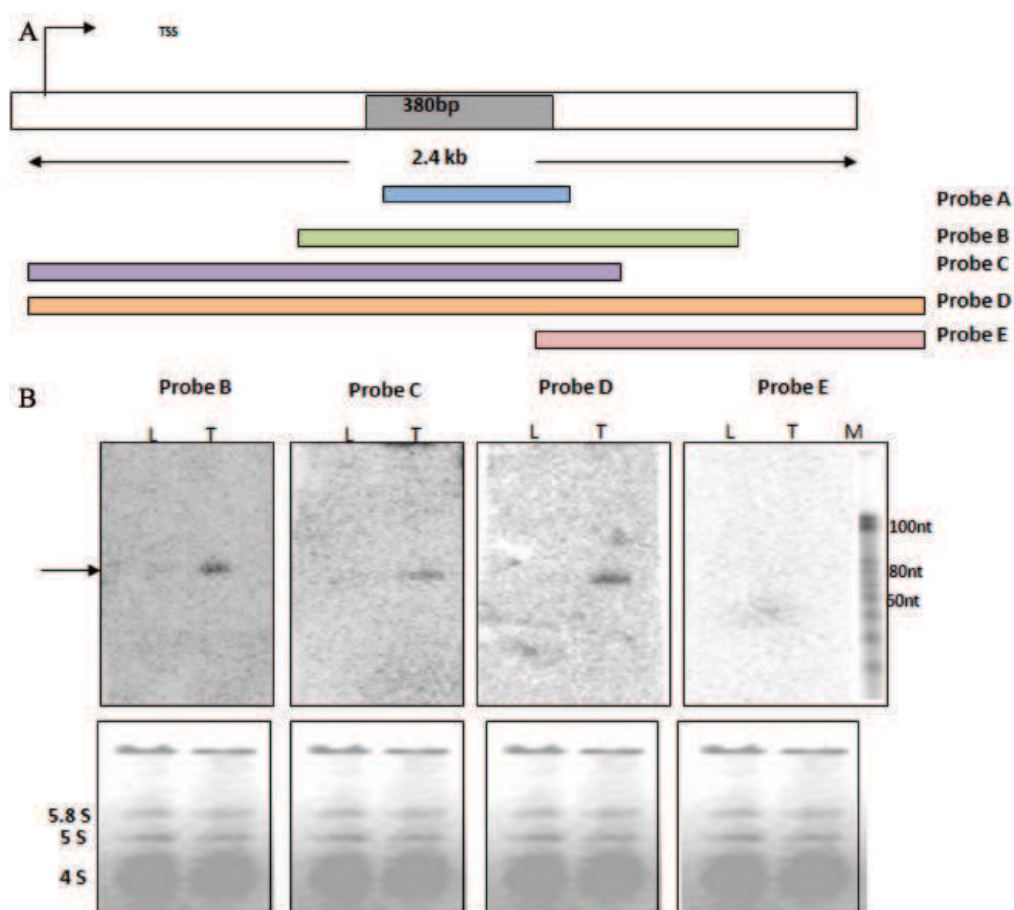 A
TSS
380bp
2.4 kb
Probe A
Probe B
Probe C
Probe D
Probe E
B
Probe B Probe C Probe D Probe E
L T L T L T L T M
100nt
80nt
60nt
5.8 S
5 S
4 S